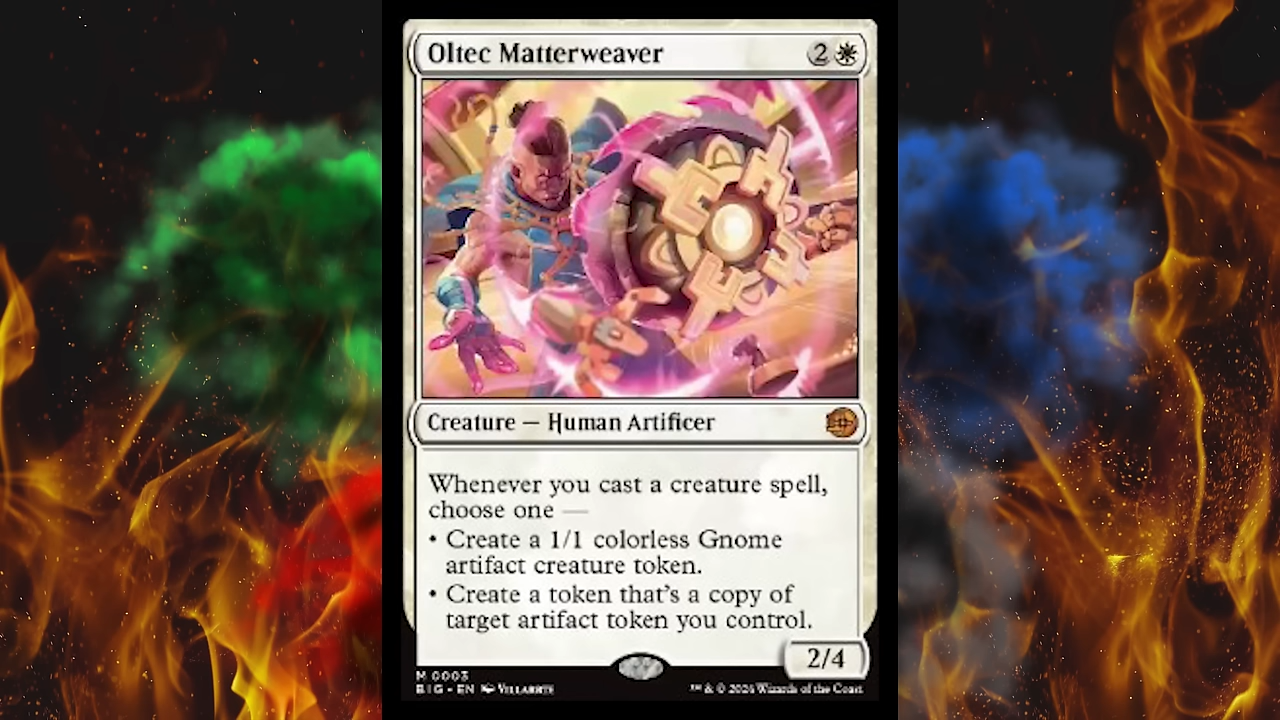 Oltec Matterweaver 2
Creature — Human Artificer
Whenever you cast a creature spell,
choose one —
• Create a 1/1 colorless Gnome
artifact creature token.
• Create a token that's a copy of
target artifact token you control.
2/4
M 0003
BIG • EN VILLARRTE
™ & © 2024 Wizards of the Coast